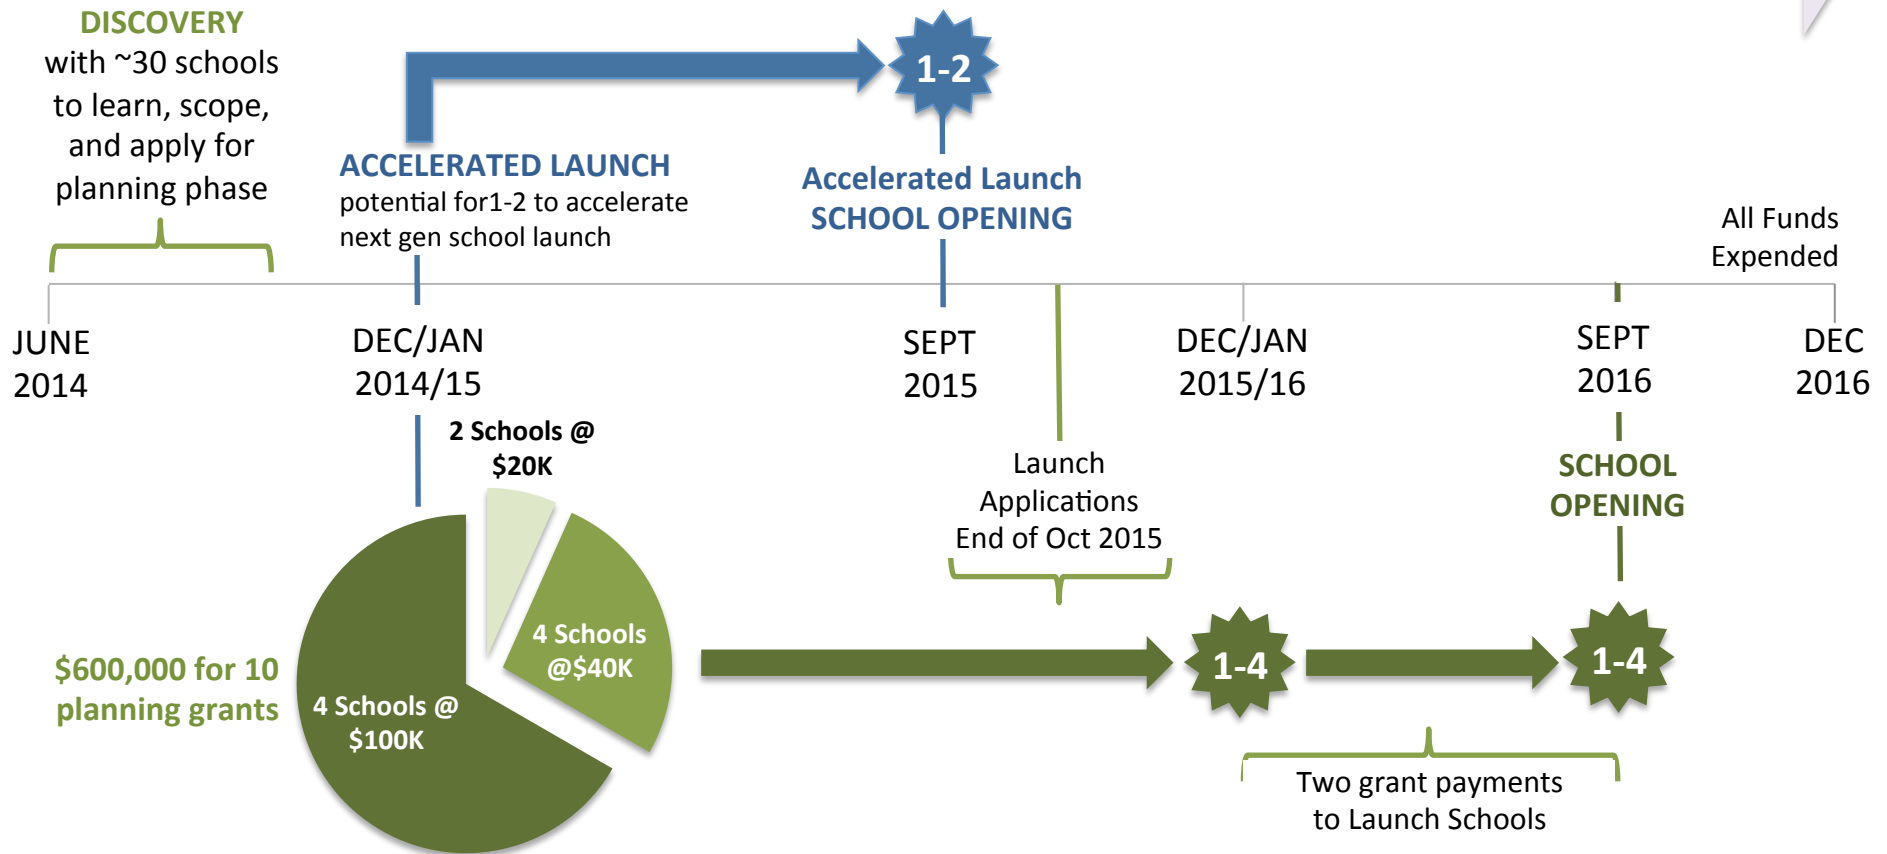 DISCOVERY
with ~30 schools
to learn, scope,
and apply for
planning phase
1-2
ACCELERATED LAUNCH
potential for1-2 to accelerate
next gen school launch
Accelerated Launch
SCHOOL OPENING
All Funds
Expended
JUNE
2014
DEC/JAN
2014/15
SEPT
2015
DEC/JAN
2015/16
SEPT
2016
DEC
2016
2 Schools @
$20K
4 Schools
@$40K
4 Schools @
$100K
$600,000 for 10
planning grants
Launch
Applications
End of Oct 2015
SCHOOL
OPENING
1-4
1-4
Two grant payments
to Launch Schools